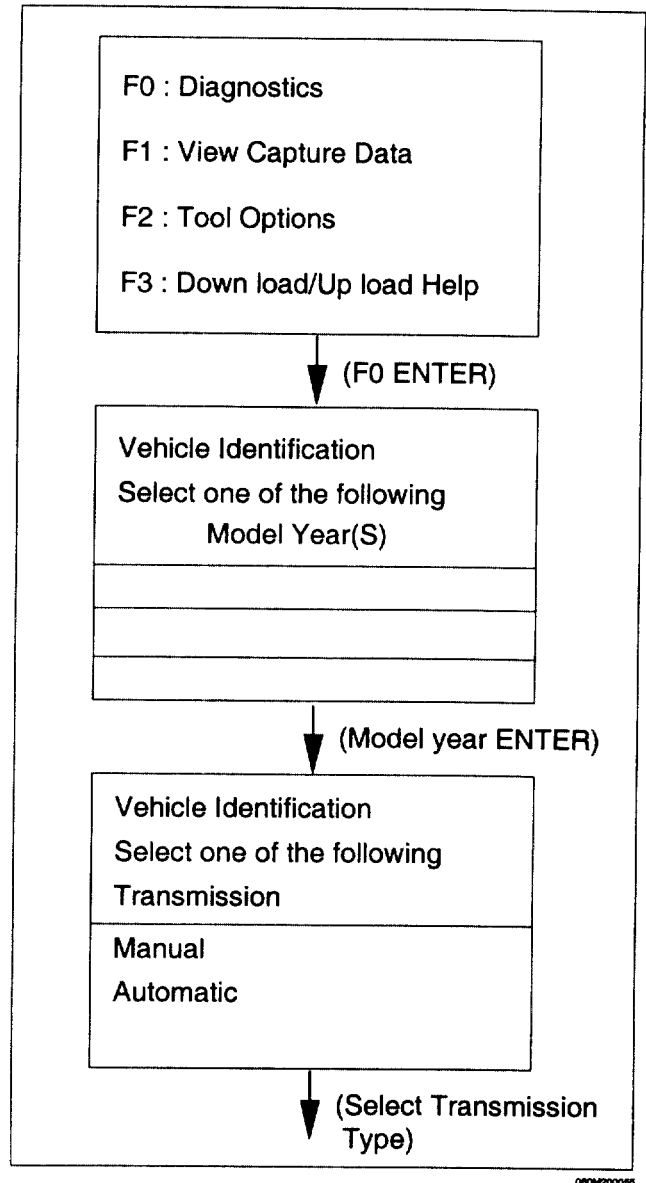 F0 : Diagnostics
F1 : View Capture Data
F2 : Tool Options
F3 : Down load/Up load Help
(F0 ENTER)
Vehicle Identification
Select one of the following
Model Year(S)
(Model year ENTER)
Vehicle Identification
Select one of the following
Transmission
Manual
Automatic
(Select Transmission
Type)
060M200055